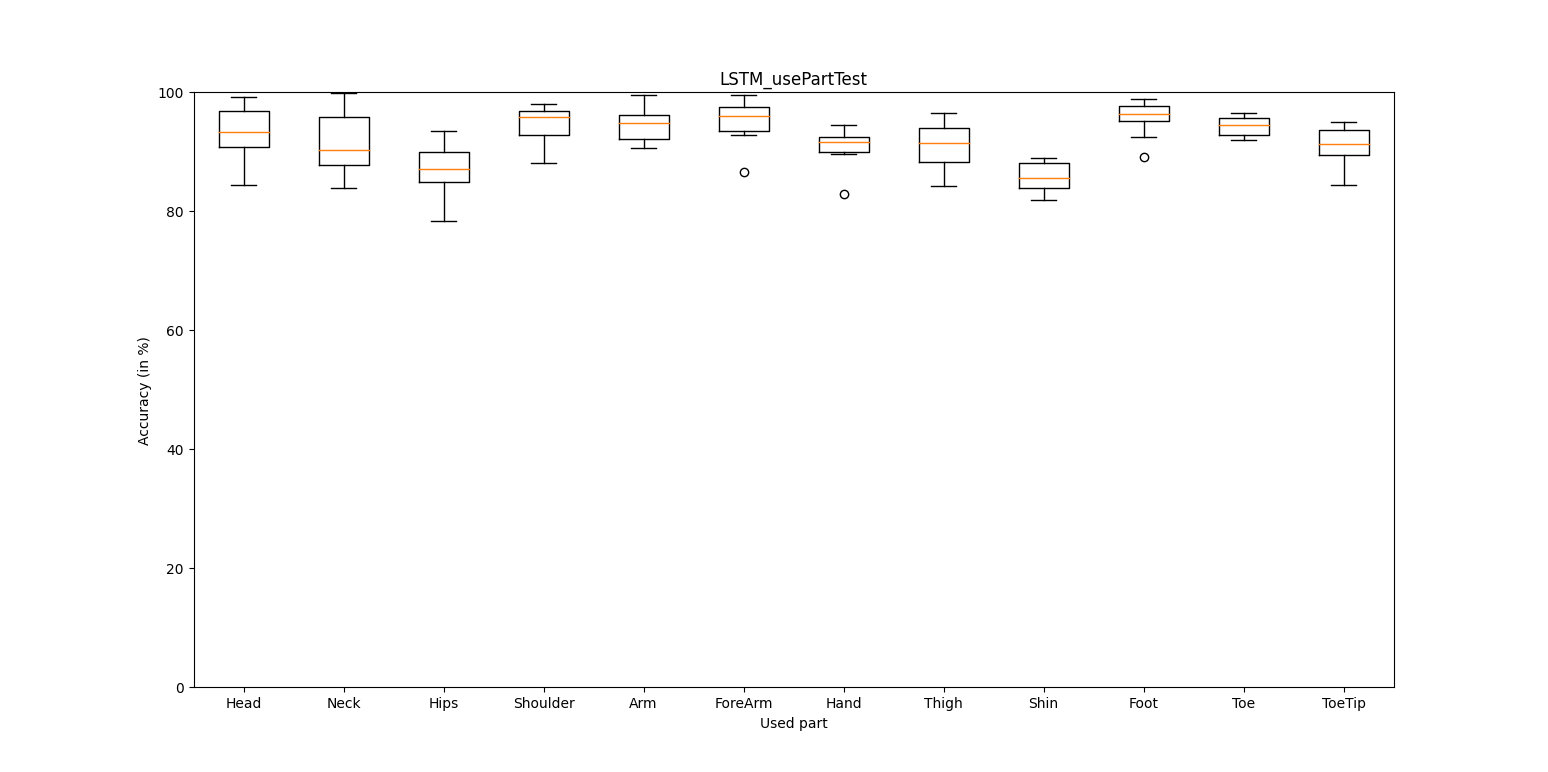 LSTM_usePartTest
100
80
60
40
20
0
Accuracy (in %)
Head Neck Hips Shoulder Arm ForeArm Hand Thigh Shin Foot Toe ToeTip
Used part